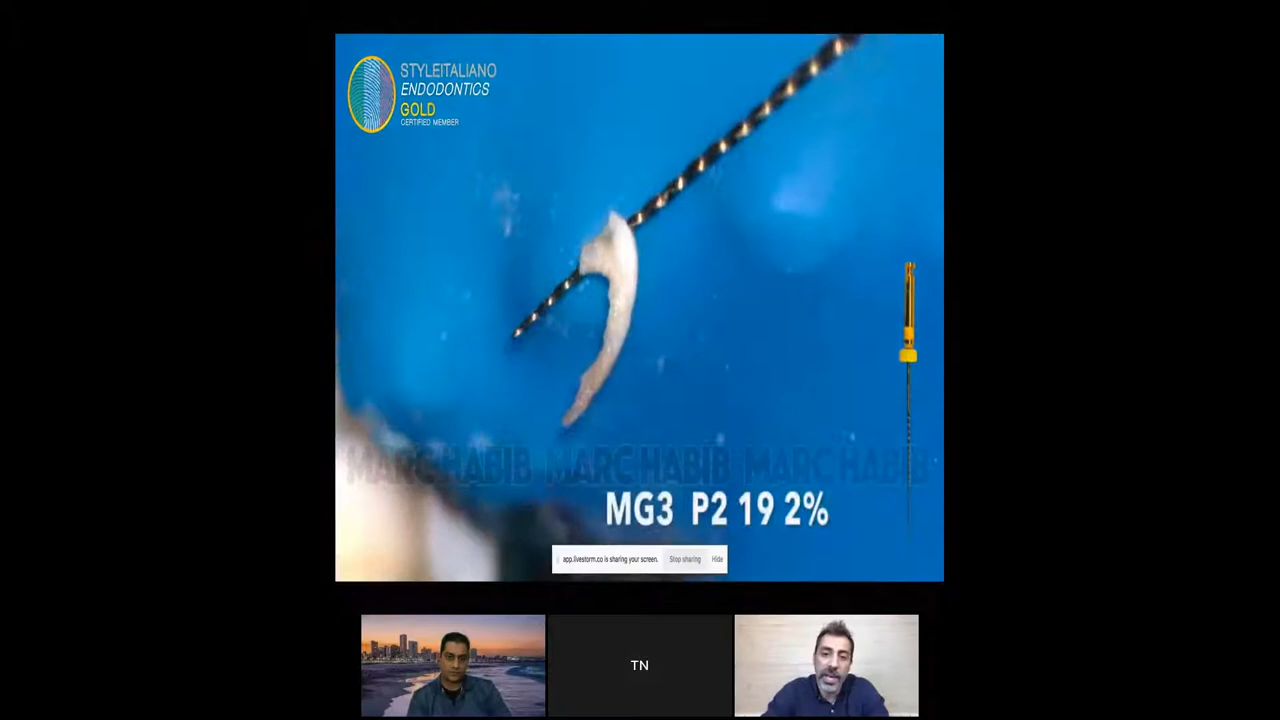 STYLEITALIANO
ENDODONTICS
GOLD
CERTIFIED MEMBER
MARC HABIB MARC HABIB MARC HABIB
MG3 P2 19 2%
app.livestorm.co is sharing your screen. Stop sharing Hide
TN